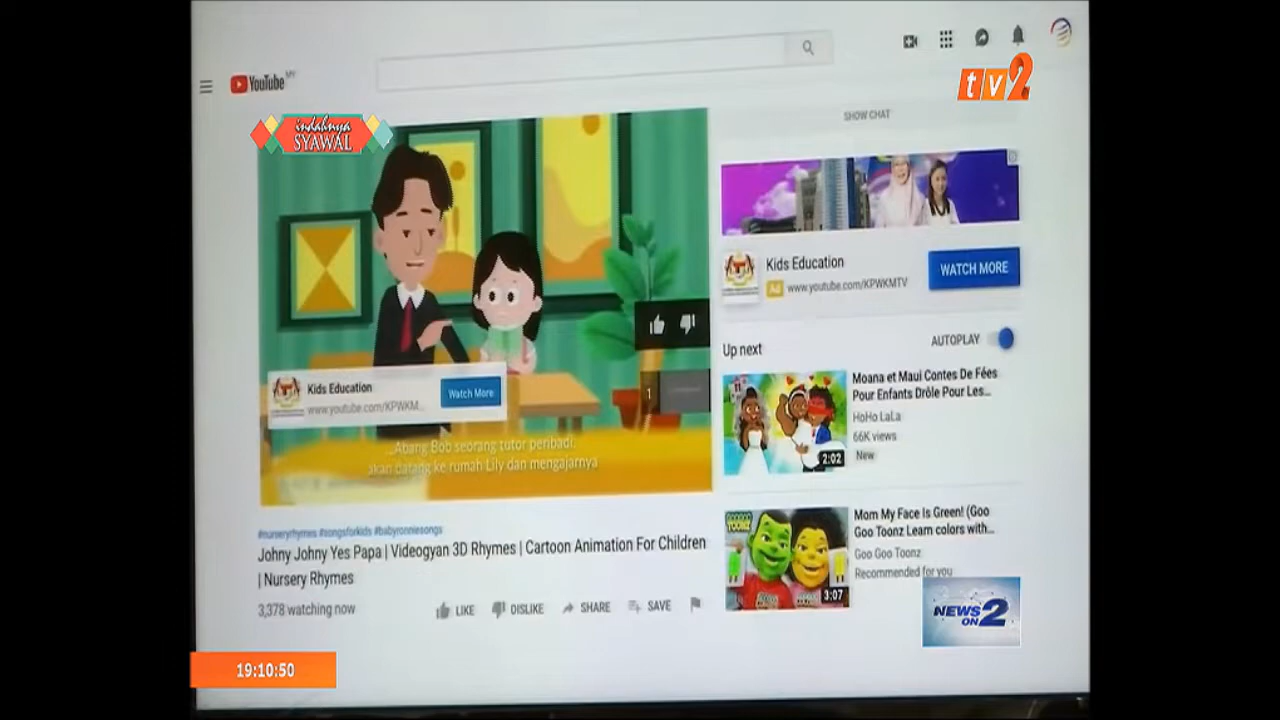 YouTube MY
tv2
indahnya
SYAWAL
SHOW CHAT
Kids Education
Ad www.youtube.com/KPWKMTV
WATCH MORE
Kids Education
www.youtube.com/KPWKM...
Watch More
1
...Abang Bob seorang tutor peribadi,
akan datang ke rumah Lily dan mengajarnya
Up next
AUTOPLAY
Moana et Maui Contes De Fées
Pour Enfants Drôle Pour Les...
HoHo LaLa
66K views
New
2:02
Mom My Face Is Green! (Goo
Goo Toonz Learn colors with...
Goo Goo Toonz
Recommended for you
3:07
#nurseryrhymes #songsforkids #babyronniesongs
Johny Johny Yes Papa | Videogyan 3D Rhymes | Cartoon Animation For Children
| Nursery Rhymes
3,378 watching now
LIKE DISLIKE SHARE SAVE
NEWS
ON 2
19:10:50